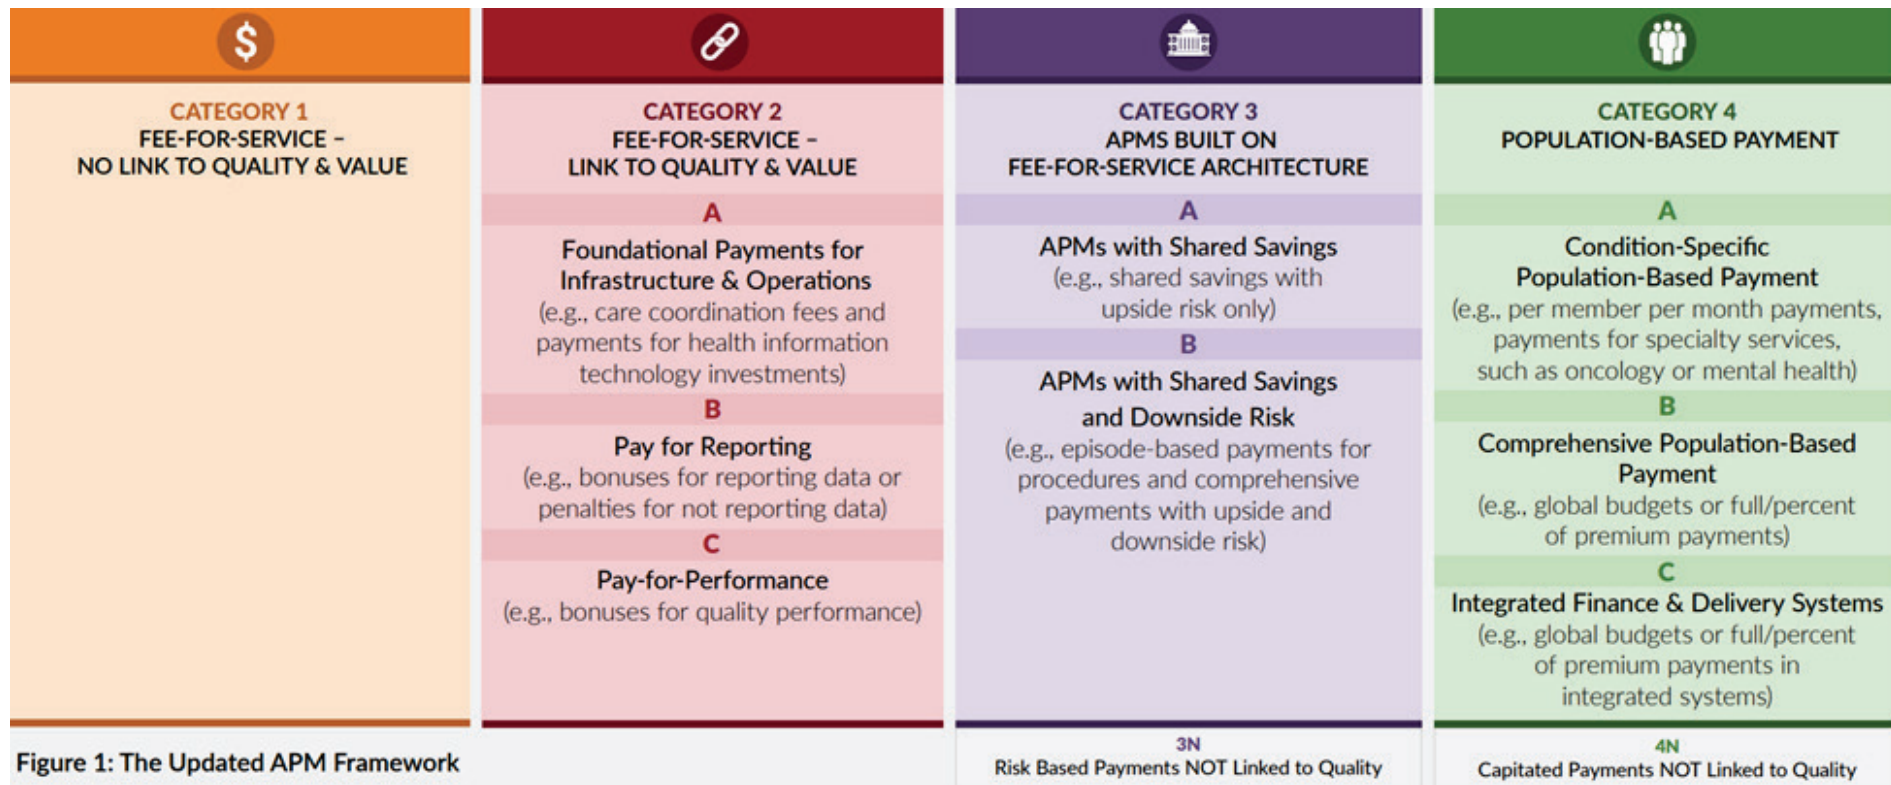 $
CATEGORY 1
FEE-FOR-SERVICE –
NO LINK TO QUALITY & VALUE
CATEGORY 2
FEE-FOR-SERVICE –
LINK TO QUALITY & VALUE
A
Foundational Payments for
Infrastructure & Operations
(e.g., care coordination fees and
payments for health information
technology investments)
B
Pay for Reporting
(e.g., bonuses for reporting data or
penalties for not reporting data)
C
Pay-for-Performance
(e.g., bonuses for quality performance)
CATEGORY 3
APMS BUILT ON
FEE-FOR-SERVICE ARCHITECTURE
A
APMs with Shared Savings
(e.g., shared savings with
upside risk only)
B
APMs with Shared Savings
and Downside Risk
(e.g., episode-based payments for
procedures and comprehensive
payments with upside and
downside risk)
3N
Risk Based Payments NOT Linked to Quality
CATEGORY 4
POPULATION-BASED PAYMENT
A
Condition-Specific
Population-Based Payment
(e.g., per member per month payments,
payments for specialty services,
such as oncology or mental health)
B
Comprehensive Population-Based
Payment
(e.g., global budgets or full/percent
of premium payments)
C
Integrated Finance & Delivery Systems
(e.g., global budgets or full/percent
of premium payments in
integrated systems)
4N
Capitated Payments NOT Linked to Quality
Figure 1: The Updated APM Framework